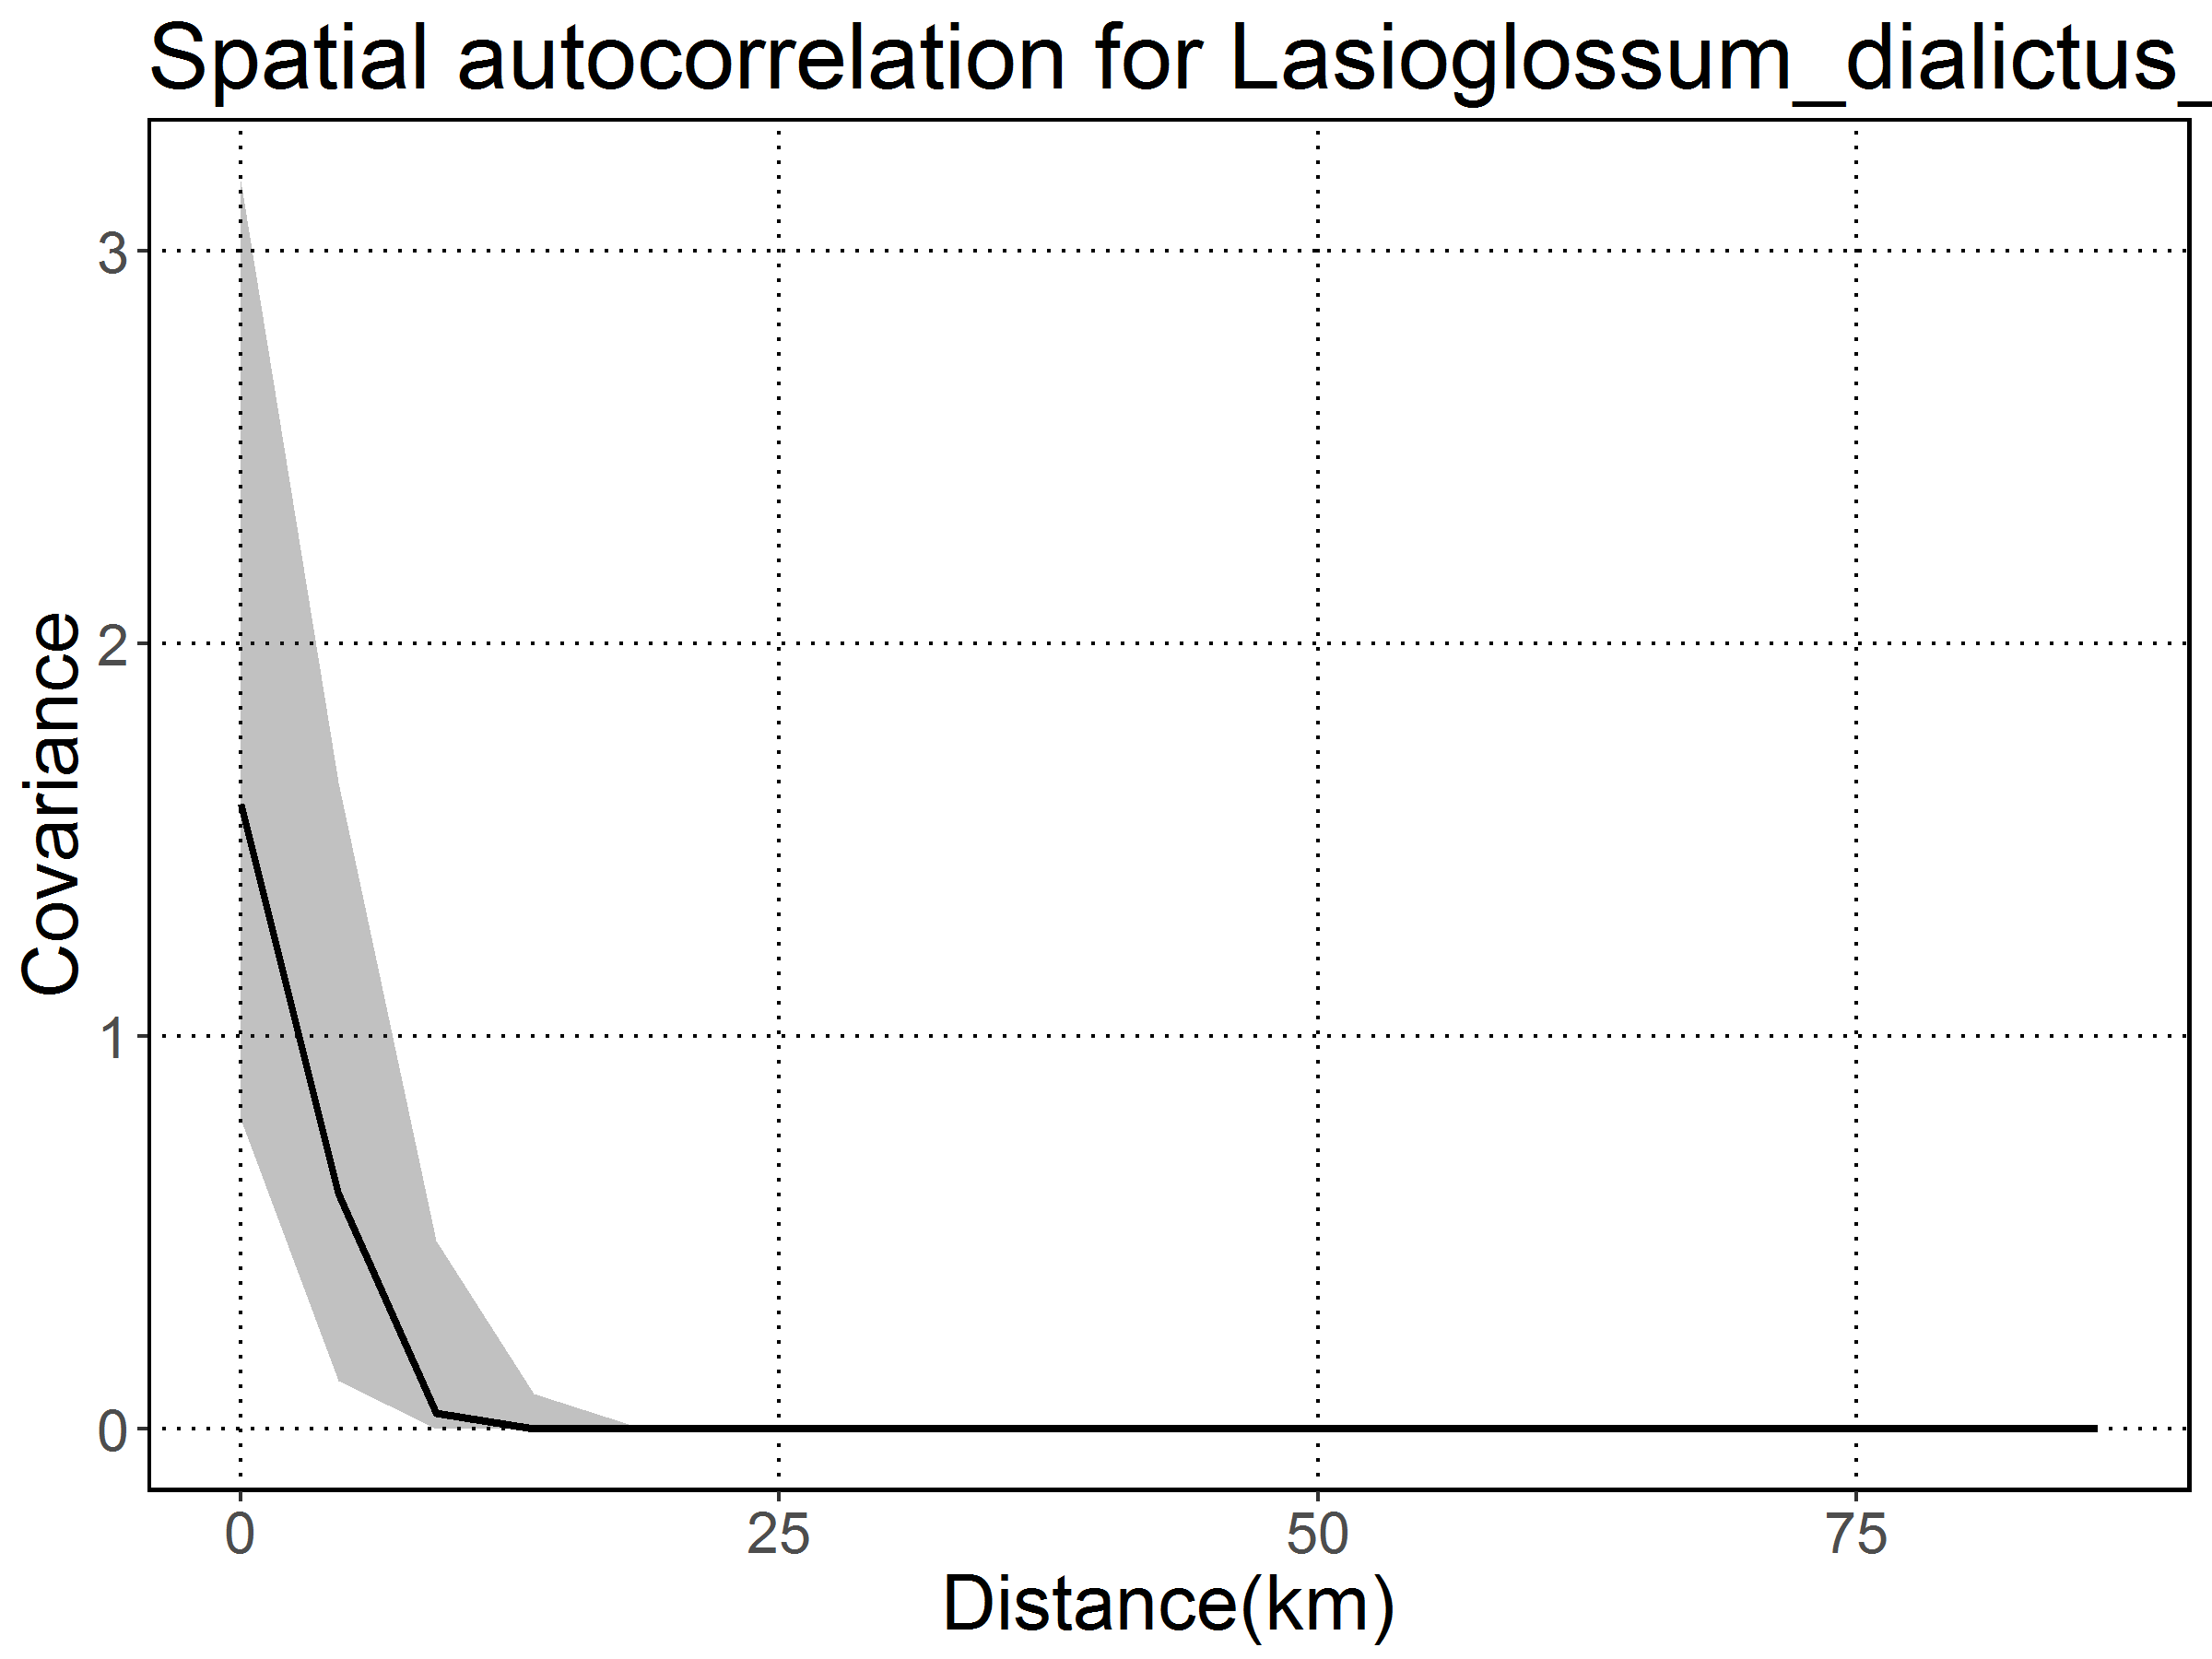 Spatial autocorrelation for Lasioglossum_dialictus_
3
2
1
0
Covariance
0 25 50 75
Distance(km)